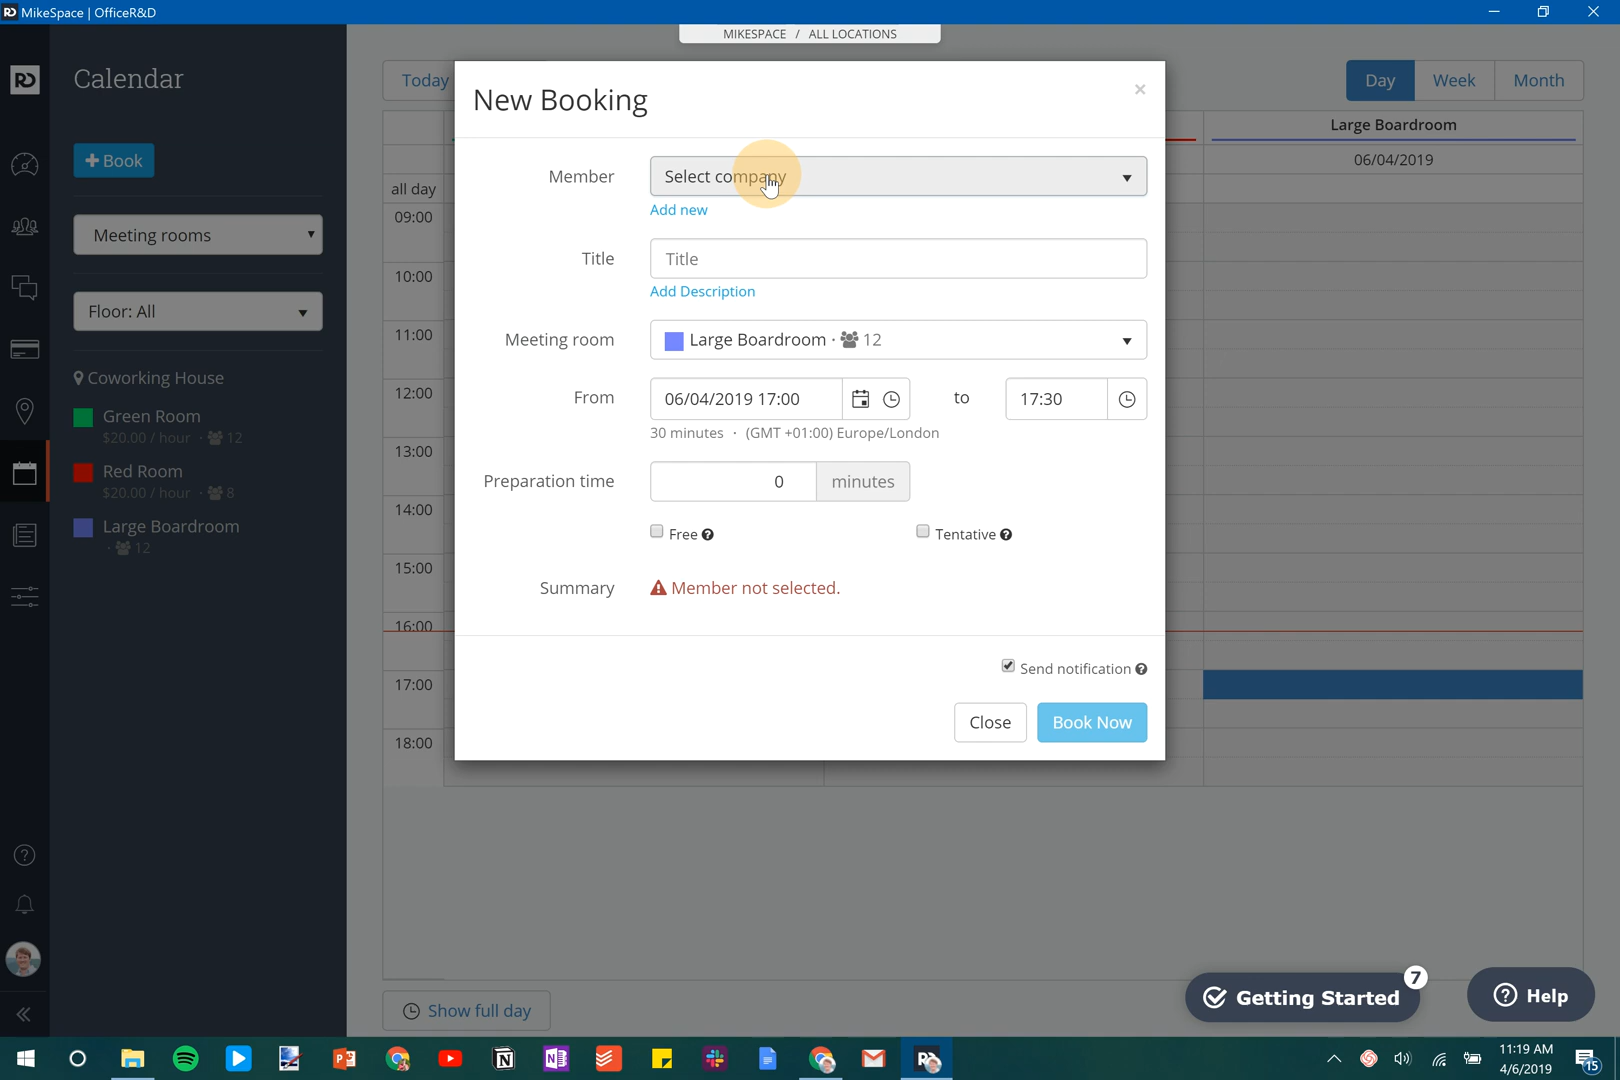 MikeSpace | OfficeR&D
MIKESPACE / ALL LOCATIONS
RD
Calendar
+ Book
Meeting rooms
Floor: All
Coworking House
Green Room
$20.00 / hour · 12
Red Room
$20.00 / hour · 8
Large Boardroom
· 12
Today
Day
Week
Month
Large Boardroom
06/04/2019
all day
09:00
10:00
11:00
12:00
13:00
14:00
15:00
16:00
17:00
18:00
Show full day
New Booking
×
Member
Select company
Add new
Title
Title
Add Description
Meeting room
Large Boardroom · 12
From
06/04/2019 17:00
to
17:30
30 minutes · (GMT +01:00) Europe/London
Preparation time
0
minutes
Free
Tentative
Summary
Member not selected.
Send notification
Close
Book Now
Getting Started
7
Help
11:19 AM
4/6/2019
15